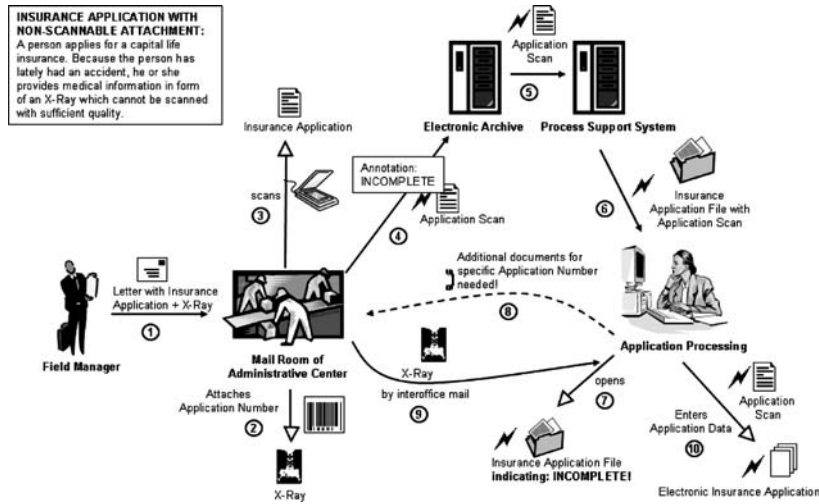 INSURANCE APPLICATION WITH
NON-SCANNABLE ATTACHMENT:
A person applies for a capital life
insurance. Because the person has
lately had an accident, he or she
provides medical information in form
of an X-Ray which cannot be scanned
with sufficient quality.
Application
Scan
5
Electronic Archive
Process Support System
Insurance Application
scans
3
Annotation:
INCOMPLETE
Application Scan
4
6
Insurance
Application File with
Application Scan
Letter with Insurance
Application + X-Ray
1
Field Manager
Mail Room of
Administrative Center
Additional documents for
specific Application Number
needed!
8
Application Processing
X-Ray
by interoffice mail
9
opens
7
Attaches
Application Number
2
X-Ray
Insurance Application File
indicating: INCOMPLETE!
Enters
Application Data
10
Application
Scan
Electronic Insurance Application